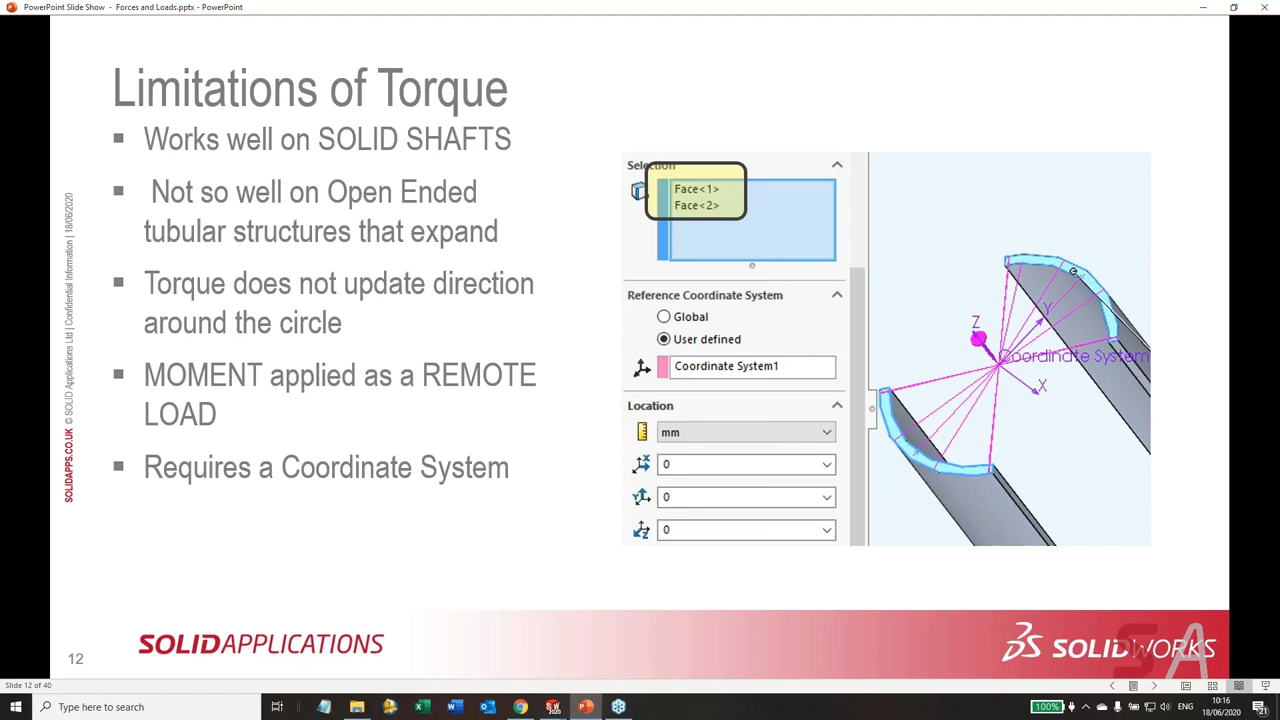 PowerPoint Slide Show - Forces and Loads.pptx - PowerPoint
Limitations of Torque
Works well on SOLID SHAFTS
Not so well on Open Ended
tubular structures that expand
Torque does not update direction
around the circle
MOMENT applied as a REMOTE
LOAD
Requires a Coordinate System
SOLIDAPPS.CO.UK © SOLID Applications Ltd | Confidential Information | 18/06/2020
Selection
Face<1>
Face<2>
Reference Coordinate System
Global
User defined
Coordinate System1
Location
mm
0
0
0
Z
Y
Coordinate System
X
12
SOLIDAPPLICATIONS
SOLIDWORKS
SA
Slide 12 of 40
Type here to search
100%
ENG
10:16
18/06/2020
21